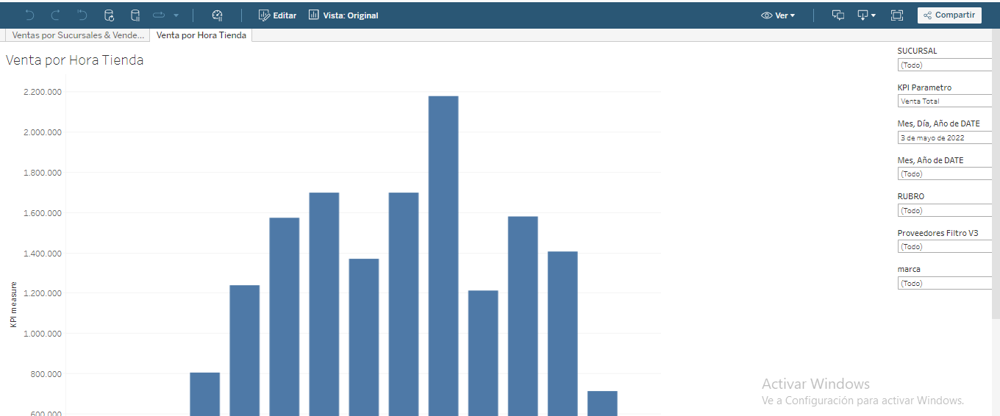 Editar
Vista: Original
Ver
Compartir
Ventas por Sucursales & Vende...
Venta por Hora Tienda
Venta por Hora Tienda
2.200.000
2.000.000
1.800.000
1.600.000
1.400.000
1.200.000
1.000.000
800.000
600.000
KPI measure
SUCURSAL
(Todo)
KPI Parametro
Venta Total
Mes, Día, Año de DATE
3 de mayo de 2022
Mes, Año de DATE
(Todo)
RUBRO
(Todo)
Proveedores Filtro V3
(Todo)
marca
(Todo)
Activar Windows
Ve a Configuración para activar Windows.